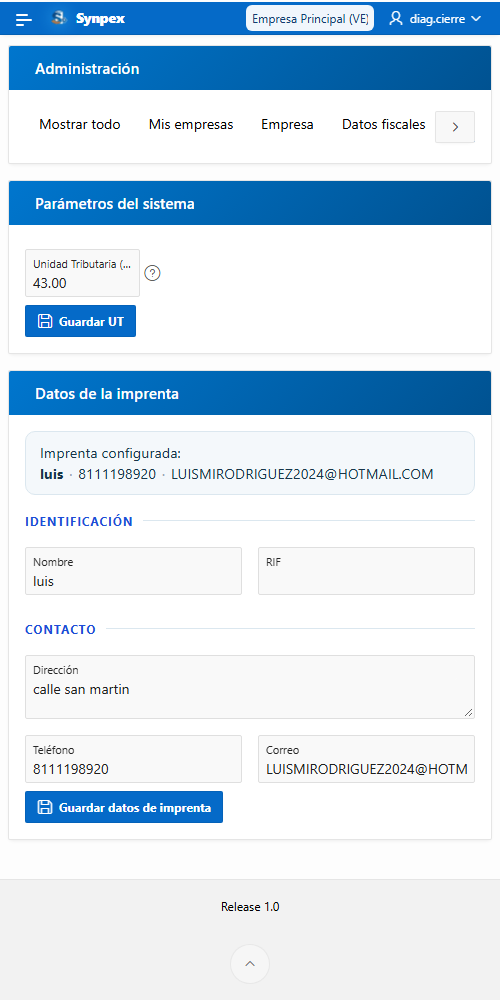 Synpex
Empresa Principal (VE)
diag.cierre
Administración
Mostrar todo
Mis empresas
Empresa
Datos fiscales
Parámetros del sistema
Unidad Tributaria (...
43.00
?
Guardar UT
Datos de la imprenta
Imprenta configurada:
luis · 8111198920 · LUISMIRODRIGUEZ2024@HOTMAIL.COM
IDENTIFICACIÓN
Nombre
luis
RIF
CONTACTO
Dirección
calle san martin
Teléfono
8111198920
Correo
LUISMIRODRIGUEZ2024@HOTM
Guardar datos de imprenta
Release 1.0